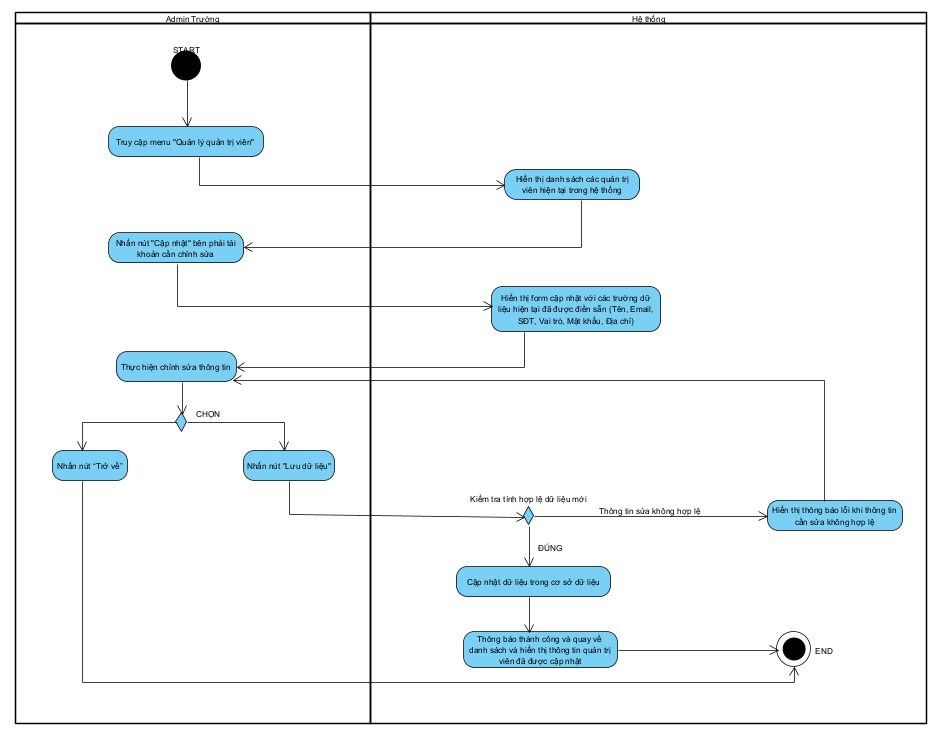 Admin Trường
Hệ thống
START
Truy cập menu "Quản lý quản trị viên"
Hiển thị danh sách các quản trị
viên hiện tại trong hệ thống
Nhấn nút "Cập nhật" bên phải tài
khoản cần chỉnh sửa
Hiển thị form cập nhật với các trường dữ
liệu hiện tại đã được điền sẵn (Tên, Email,
SĐT, Vai trò, Mật khẩu, Địa chỉ)
Thực hiện chỉnh sửa thông tin
CHỌN
Nhấn nút "Trở về"
Nhấn nút "Lưu dữ liệu"
Kiểm tra tính hợp lệ dữ liệu mới
Thông tin sửa không hợp lệ
Hiển thị thông báo lỗi khi thông tin
cần sửa không hợp lệ
ĐÚNG
Cập nhật dữ liệu trong cơ sở dữ liệu
Thông báo thành công và quay về
danh sách và hiển thị thông tin quản trị
viên đã được cập nhật
END